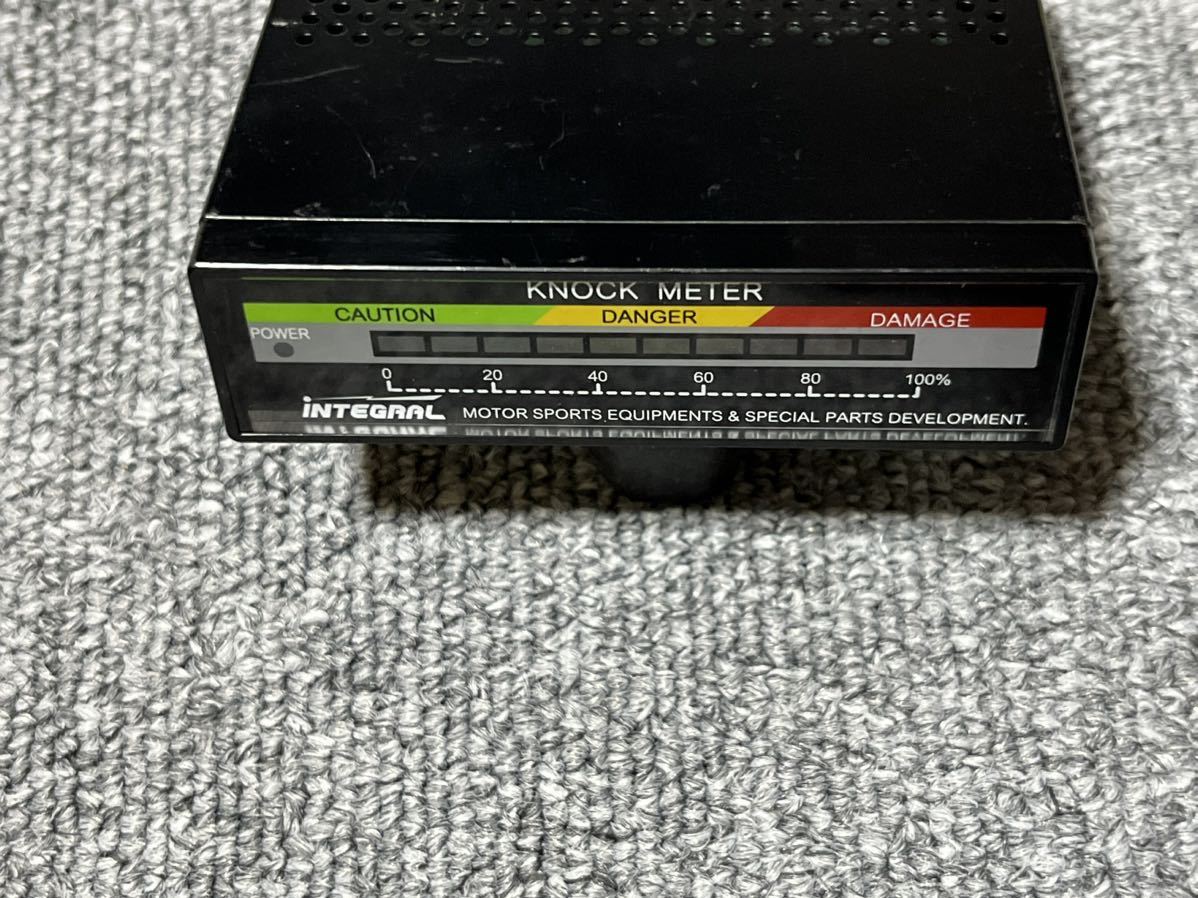 KNOCK METER
CAUTION DANGER DAMAGE
POWER
0 20 40 60 80 100%
INTEGRAL MOTOR SPORTS EQUIPMENTS & SPECIAL PARTS DEVELOPMENT.